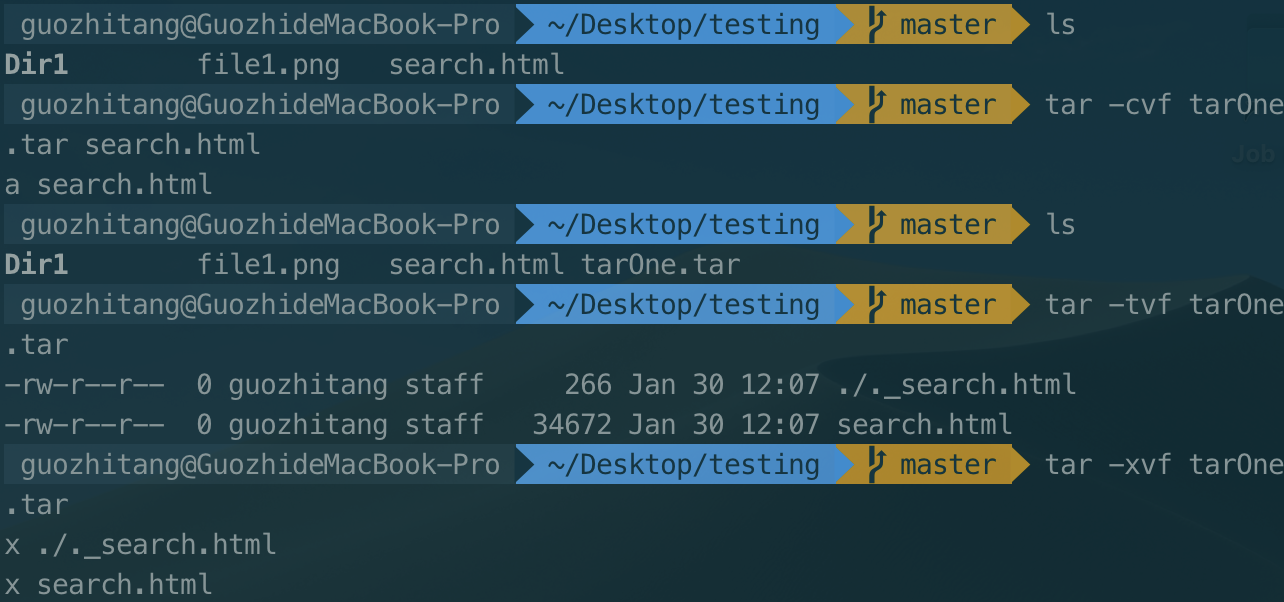 guozhitang@GuozhideMacBook-Pro ~/Desktop/testing master ls
Dir1 file1.png search.html
guozhitang@GuozhideMacBook-Pro ~/Desktop/testing master tar -cvf tarOne
.tar search.html
Job
a search.html
guozhitang@GuozhideMacBook-Pro ~/Desktop/testing master ls
Dir1 file1.png search.html tarOne.tar
guozhitang@GuozhideMacBook-Pro ~/Desktop/testing master tar -tvf tarOne
.tar
-rw-r--r-- 0 guozhitang staff 266 Jan 30 12:07 ./._search.html
-rw-r--r-- 0 guozhitang staff 34672 Jan 30 12:07 search.html
guozhitang@GuozhideMacBook-Pro ~/Desktop/testing master tar -xvf tarOne
.tar
x ./._search.html
x search.html